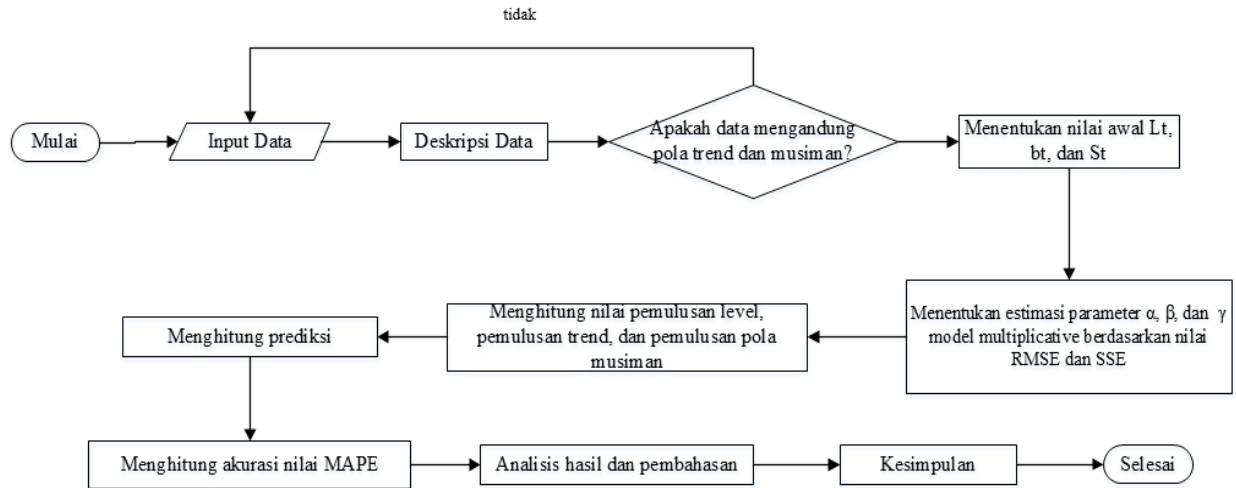 tidak
Mulai
Input Data
Deskripsi Data
Apakah data mengandung
pola trend dan musiman?
Menentukan nilai awal Lt,
bt, dan St
Menentukan estimasi parameter α, β, dan γ
model multiplicative berdasarkan nilai
RMSE dan SSE
Menghitung nilai pemulusan level,
pemulusan trend, dan pemulusan pola
musiman
Menghitung prediksi
Menghitung akurasi nilai MAPE
Analisis hasil dan pembahasan
Kesimpulan
Selesai